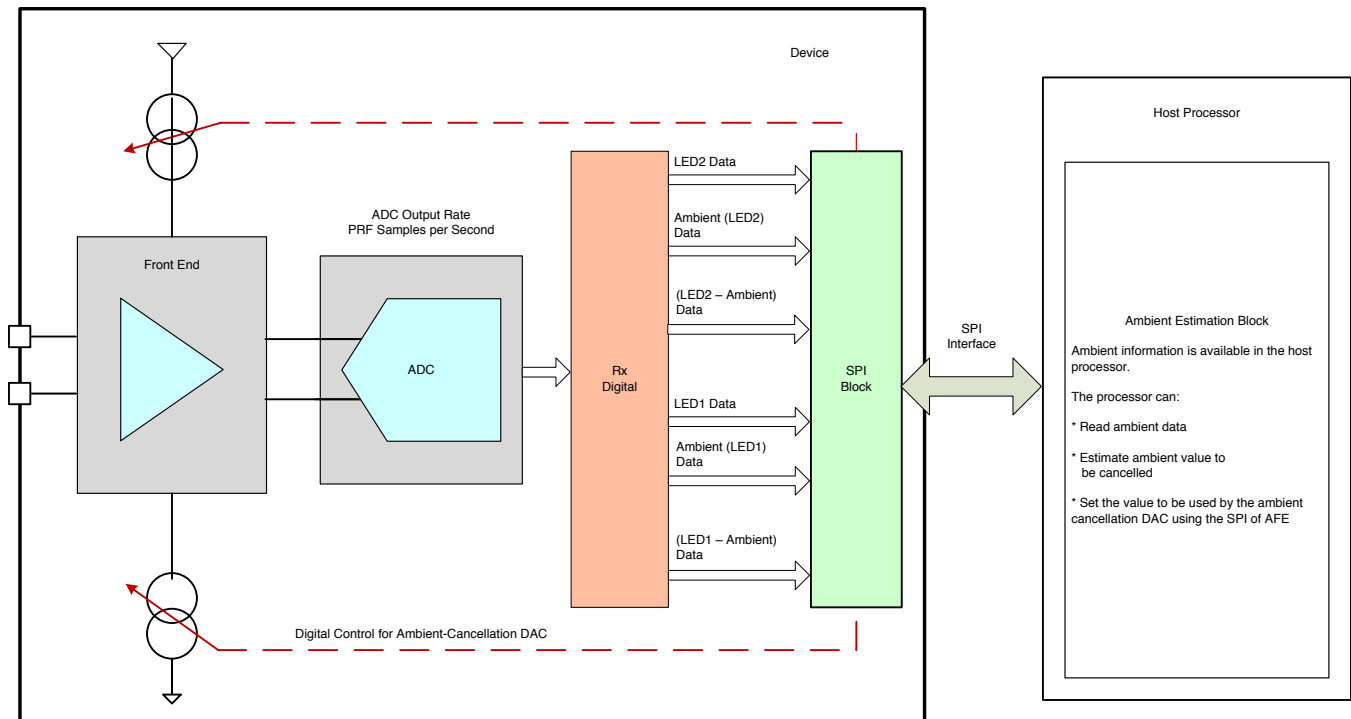 Device
Host Processor
LED2 Data
ADC Output Rate
PRF Samples per Second
Ambient (LED2)
Data
Front End
(LED2 – Ambient)
Data
SPI
Interface
Ambient Estimation Block
Ambient information is available in the host
processor.
ADC
Rx
Digital
SPI
Block
The processor can:
LED1 Data
* Read ambient data
Ambient (LED1)
Data
* Estimate ambient value to
be cancelled
* Set the value to be used by the ambient
cancellation DAC using the SPI of AFE
(LED1 – Ambient)
Data
Digital Control for Ambient-Cancellation DAC